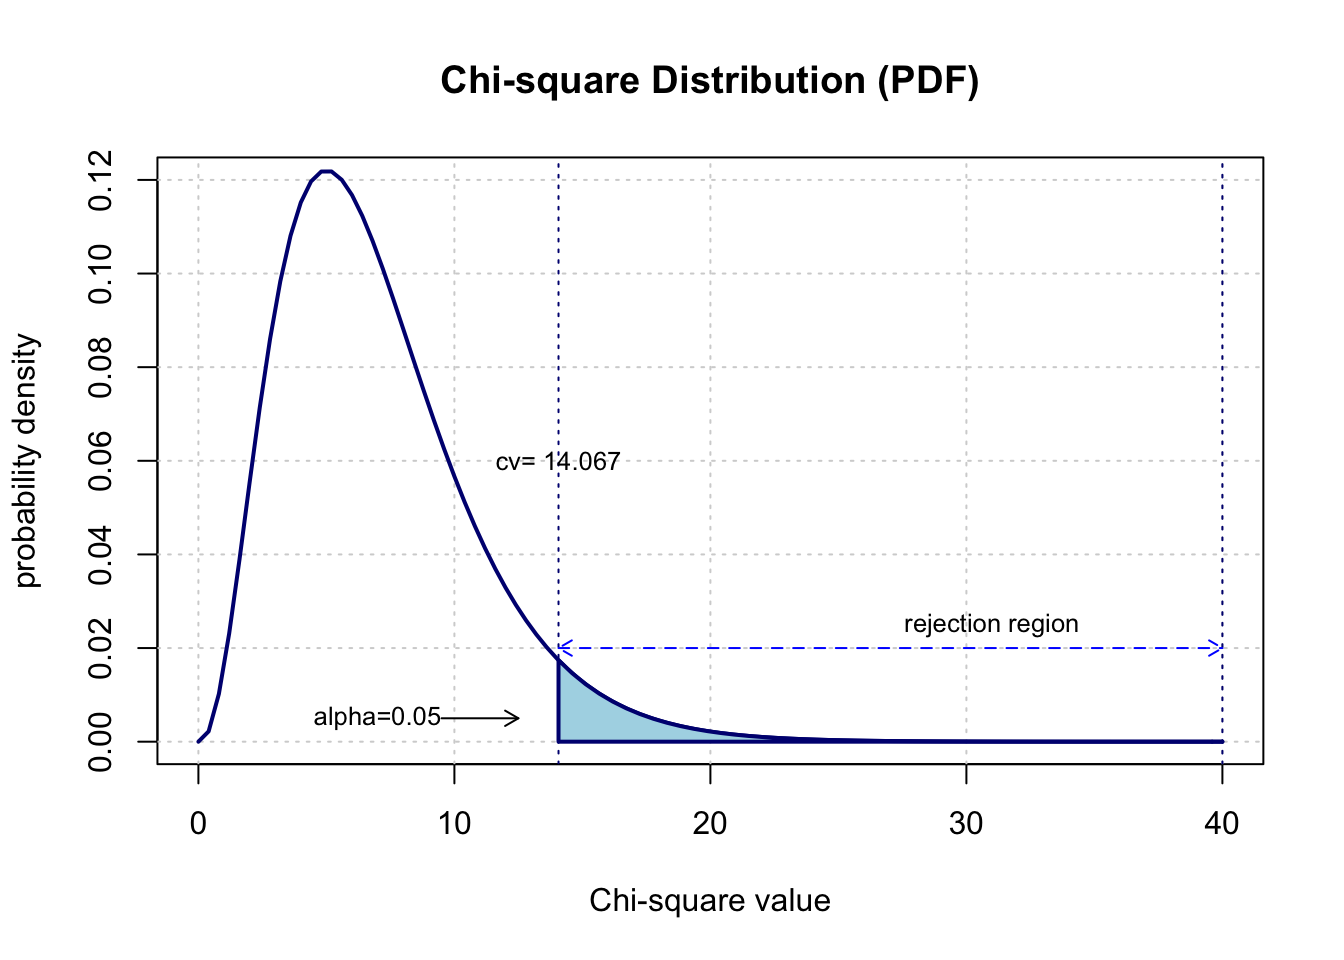 Chi-square Distribution (PDF)
probability density
0.12
0.10
0.08
0.06
0.04
0.02
0.00
cv= 14.067
rejection region
alpha=0.05
0 10 20 30 40
Chi-square value